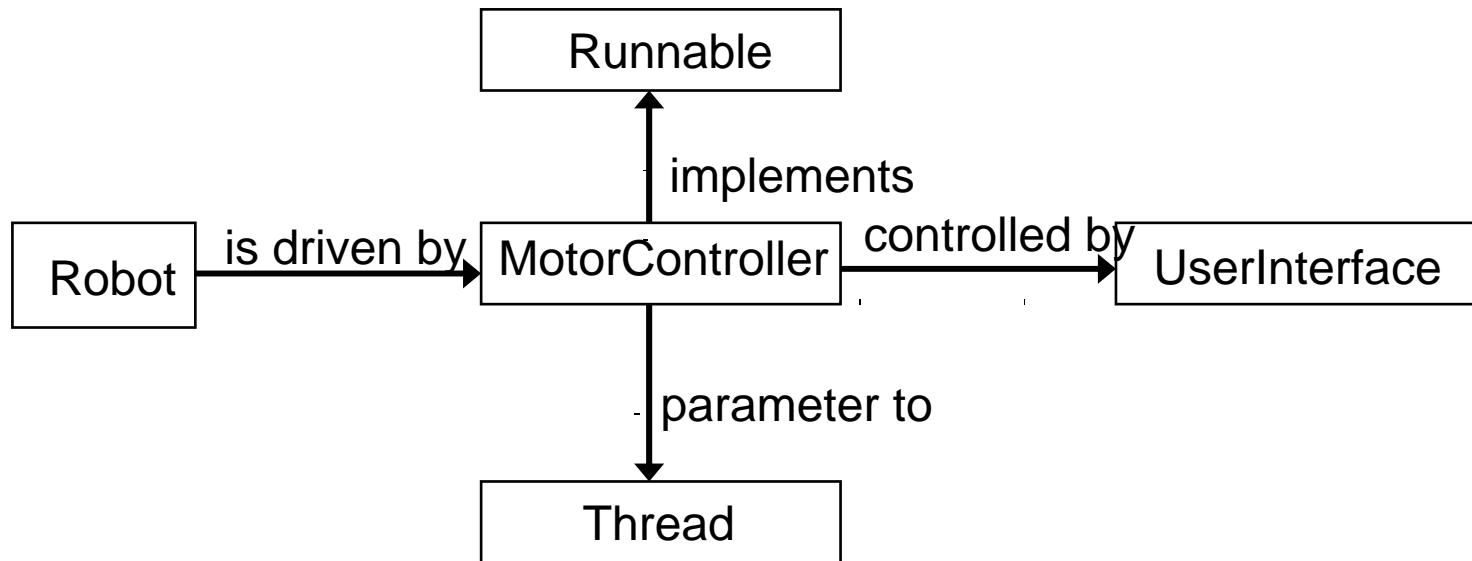 Runnable
implements
is driven by
controlled by
Robot
MotorController
UserInterface
parameter to
Thread